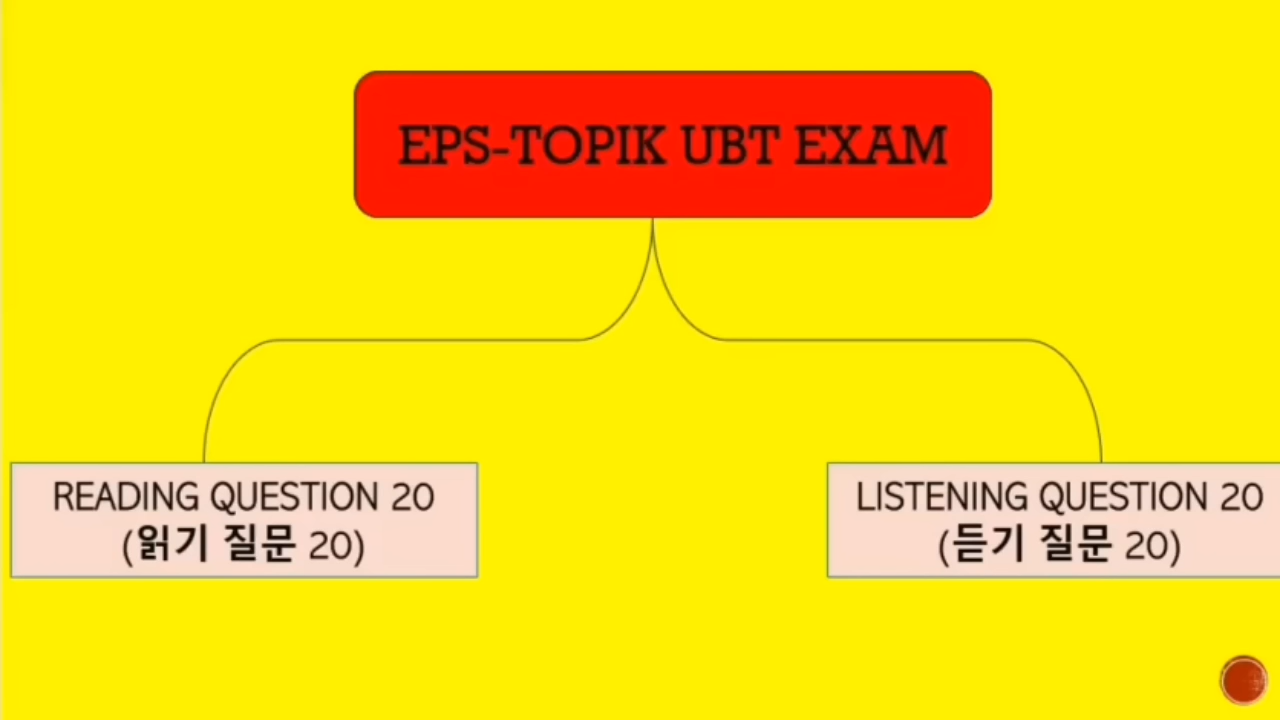 EPS-TOPIK UBT EXAM
READING QUESTION 20
(읽기 질문 20)
LISTENING QUESTION 20
(듣기 질문 20)